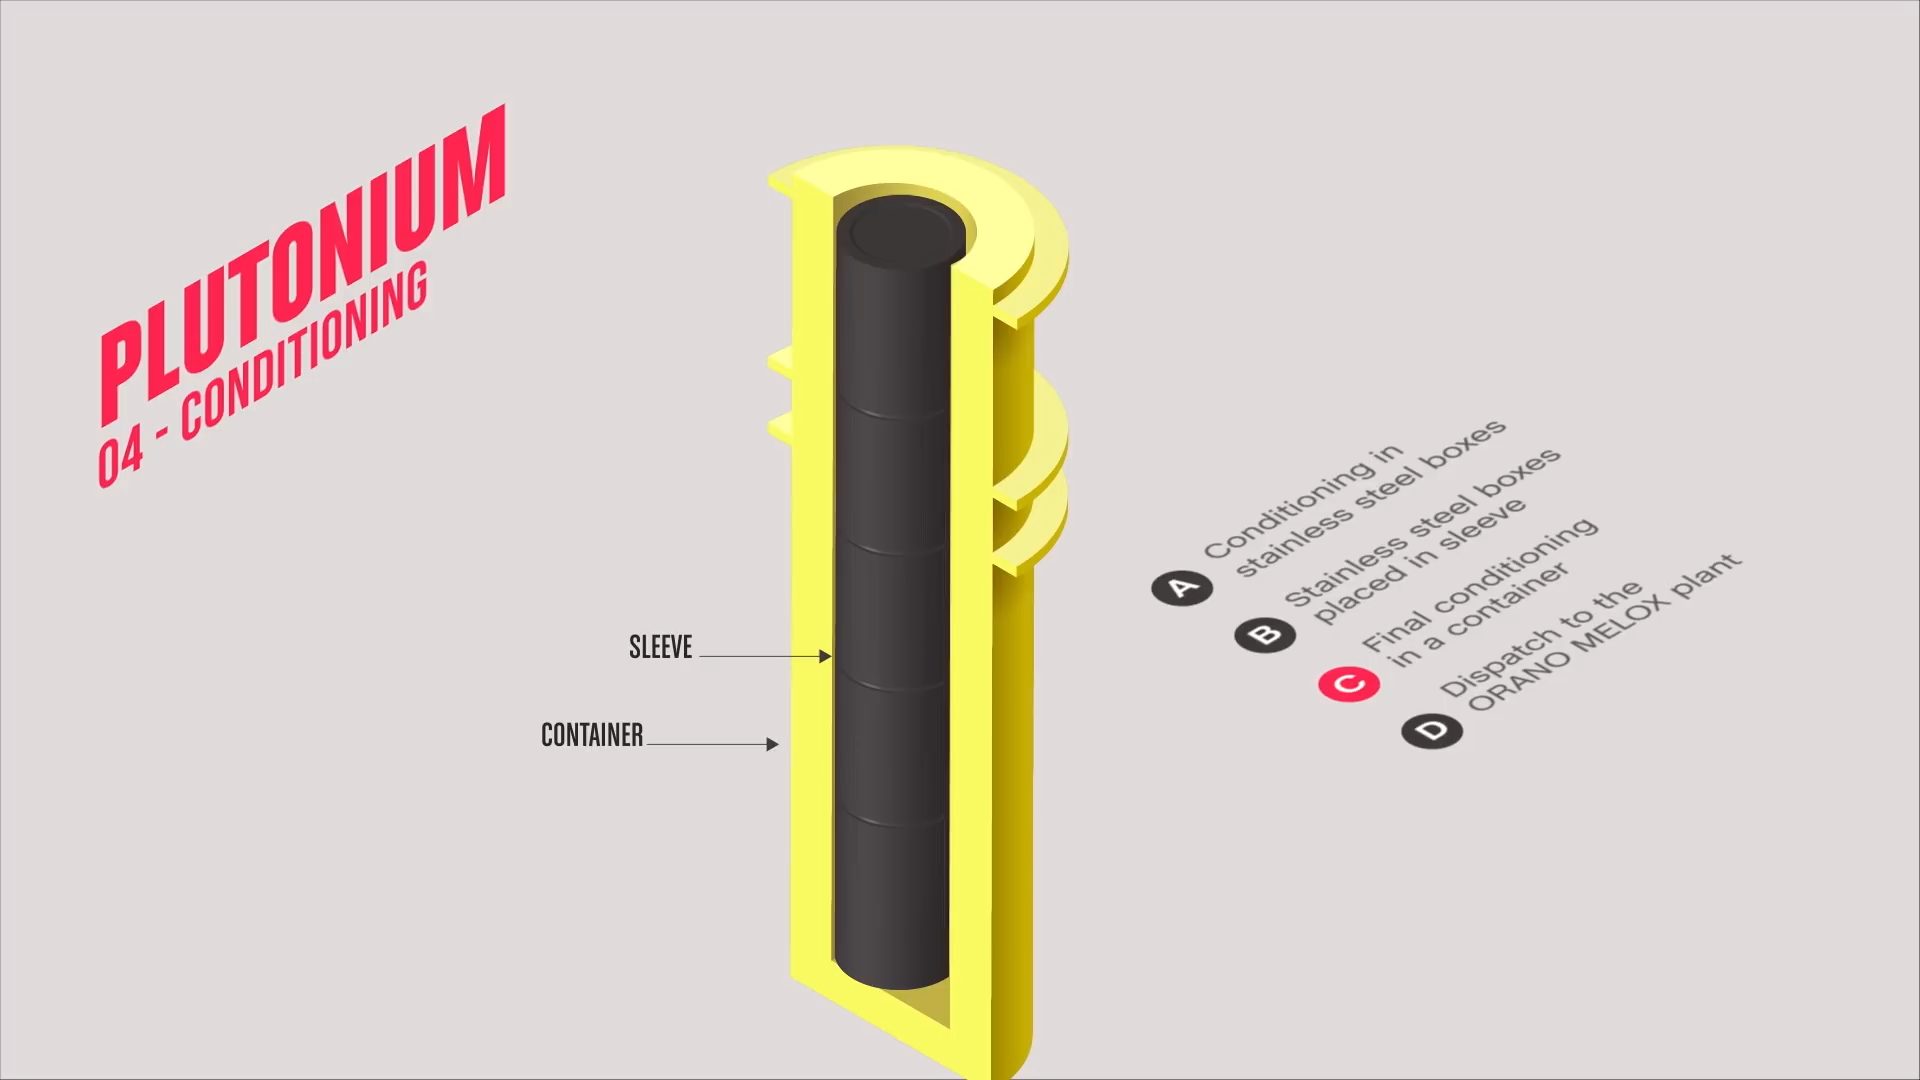 PLUTONIUM
04 - CONDITIONING
SLEEVE
CONTAINER
A
Conditioning in
stainless steel boxes
B
Stainless steel boxes
placed in sleeve
C
Final conditioning
in a container
D
Dispatch to the
ORANO MELOX plant